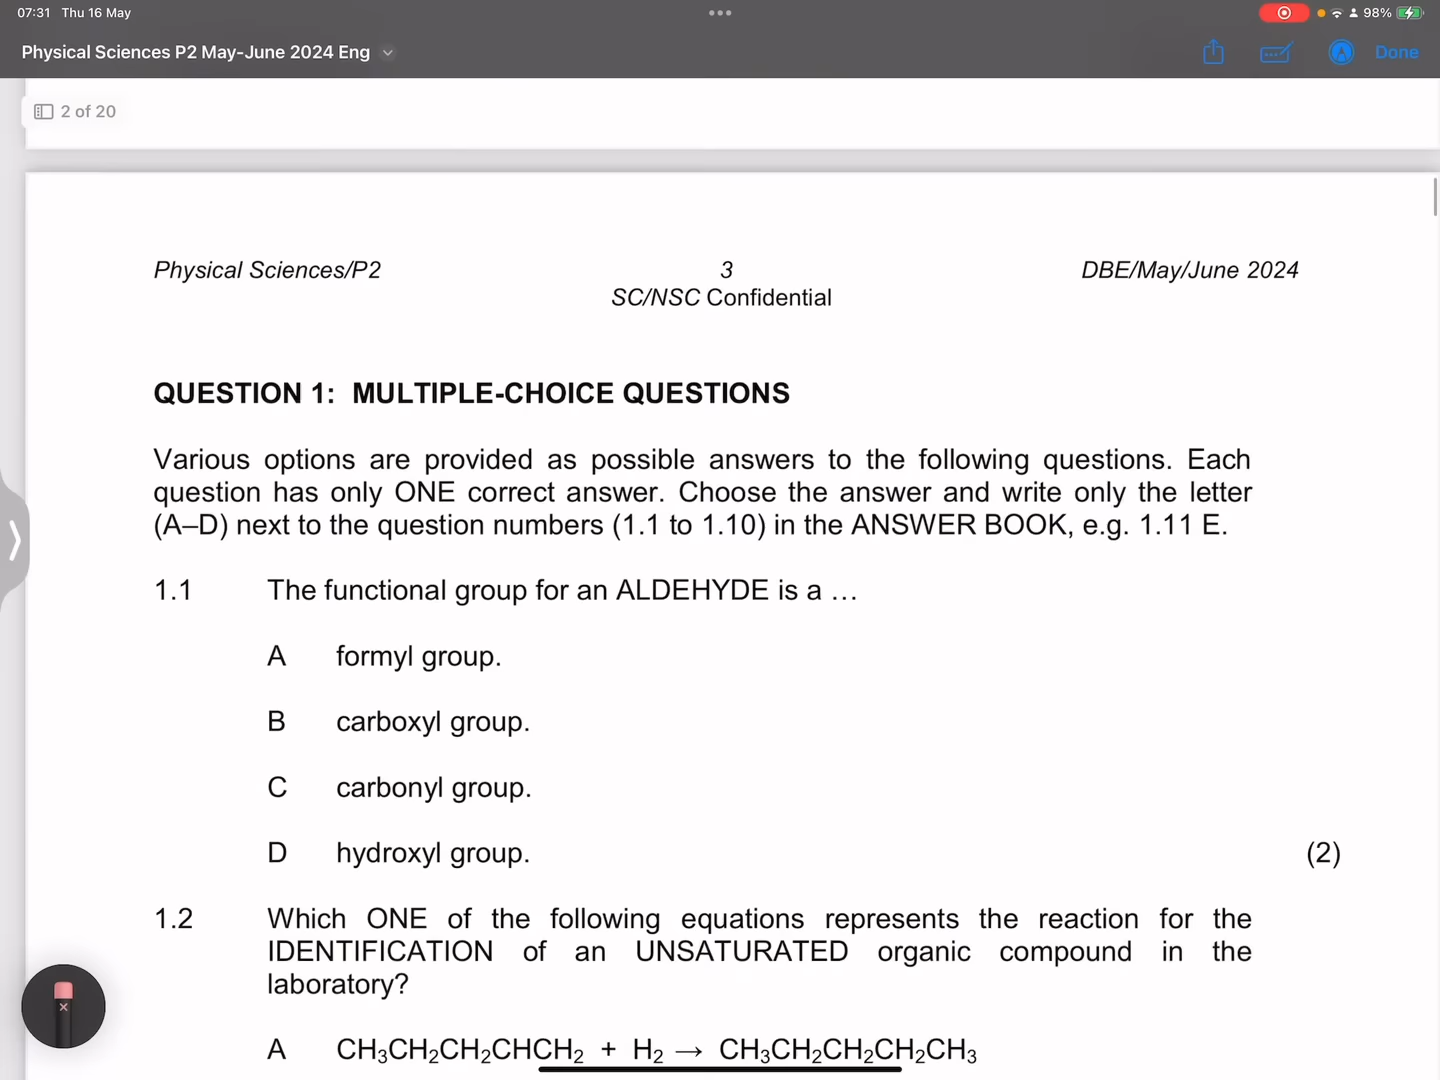 07:31 Thu 16 May
98%
Physical Sciences P2 May-June 2024 Eng
Done
2 of 20
Physical Sciences/P2 3 DBE/May/June 2024
SC/NSC Confidential
QUESTION 1: MULTIPLE-CHOICE QUESTIONS
Various options are provided as possible answers to the following questions. Each
question has only ONE correct answer. Choose the answer and write only the letter
(A–D) next to the question numbers (1.1 to 1.10) in the ANSWER BOOK, e.g. 1.11 E.
1.1 The functional group for an ALDEHYDE is a …
A formyl group.
B carboxyl group.
C carbonyl group.
D hydroxyl group. (2)
1.2 Which ONE of the following equations represents the reaction for the
IDENTIFICATION of an UNSATURATED organic compound in the
laboratory?
A CH₃CH₂CH₂CHCH₂ + H₂ → CH₃CH₂CH₂CH₂CH₃